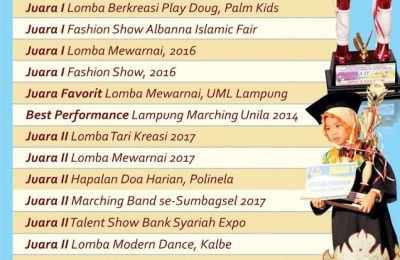 Juara I Lomba Berkreasi Play Doug, Palm Kids
Juara I Fashion Show Albanna Islamic Fair
Juara I Lomba Mewarnai, 2016
Juara I Fashion Show, 2016
Juara Favorit Lomba Mewarnai, UML Lampung
Best Performance Lampung Marching Unila 2014
Juara II Lomba Tari Kreasi 2017
Juara II Lomba Mewarnai 2017
Juara II Hapalan Doa Harian, Polinela
Juara II Marching Band se-Sumbagsel 2017
Juara II Talent Show Bank Syariah Expo
Juara II Lomba Modern Dance, Kalbe